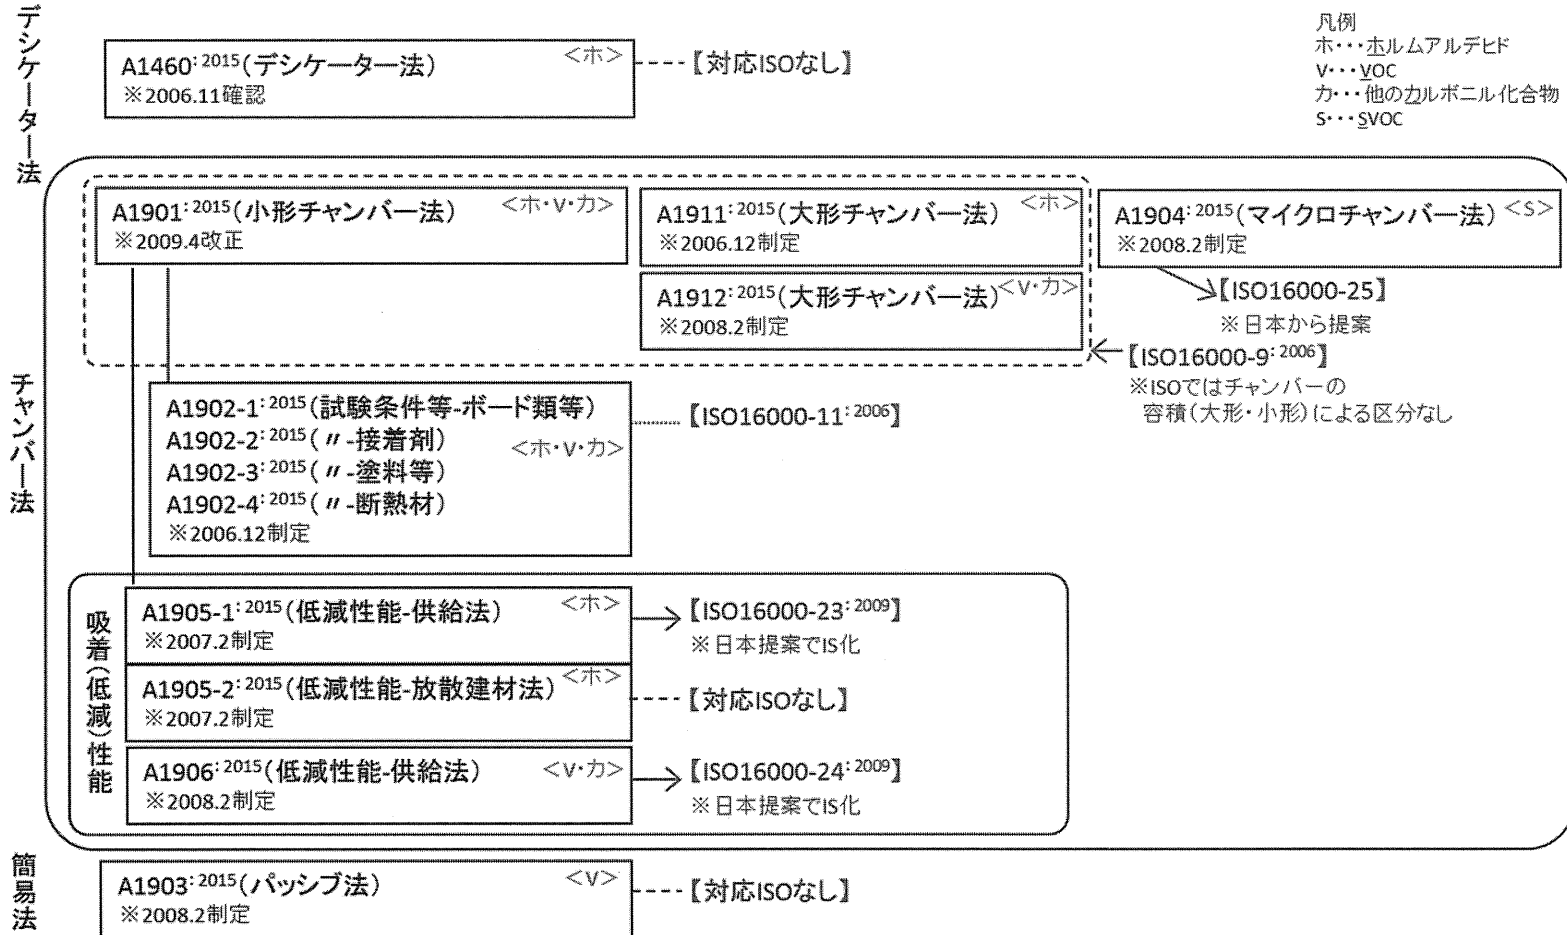 デシケーター法
凡例
ホ・・・ホルムアルデヒド
V・・・VOC
カ・・・他のカルボニル化合物
S・・・SVOC
A1460:2015(デシケーター法) <ホ>
※2006.11確認
【対応ISOなし】
チャンバー法
A1901:2015(小形チャンバー法) <ホ・V・カ>
※2009.4改正
A1911:2015(大形チャンバー法) <ホ>
※2006.12制定
A1912:2015(大形チャンバー法) <V・カ>
※2008.2制定
A1904:2015(マイクロチャンバー法) <S>
※2008.2制定
【ISO16000-25】
※日本から提案
【ISO16000-9:2006】
※ISOではチャンバーの
容積(大形・小形)による区分なし
A1902-1:2015(試験条件等-ボード類等)
A1902-2:2015(〃-接着剤)
<ホ・V・カ>
A1902-3:2015(〃-塗料等)
A1902-4:2015(〃-断熱材)
※2006.12制定
【ISO16000-11:2006】
吸着(低減)性能
A1905-1:2015(低減性能-供給法) <ホ>
※2007.2制定
【ISO16000-23:2009】
※日本提案でIS化
A1905-2:2015(低減性能-放散建材法) <ホ>
※2007.2制定
【対応ISOなし】
A1906:2015(低減性能-供給法) <V・カ>
※2008.2制定
【ISO16000-24:2009】
※日本提案でIS化
簡易法
A1903:2015(パッシブ法) <V>
※2008.2制定
【対応ISOなし】